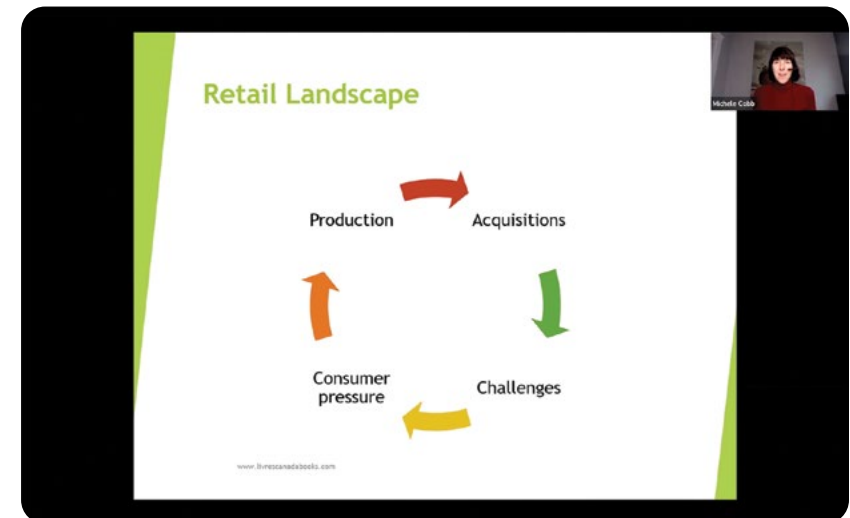 Retail Landscape
Michelle Cobb
Production
Acquisitions
Consumer
pressure
Challenges
www.livrescanadabooks.com